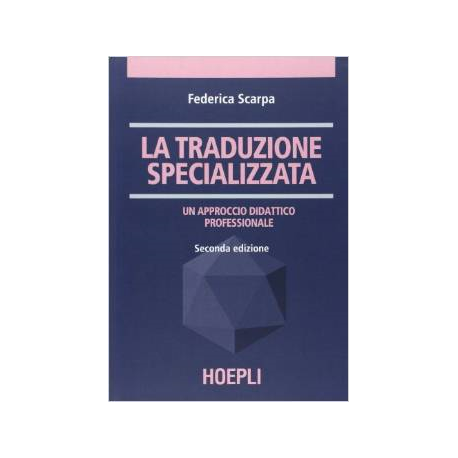 Federica Scarpa
LA TRADUZIONE
SPECIALIZZATA
UN APPROCCIO DIDATTICO
PROFESSIONALE
Seconda edizione
HOEPLI